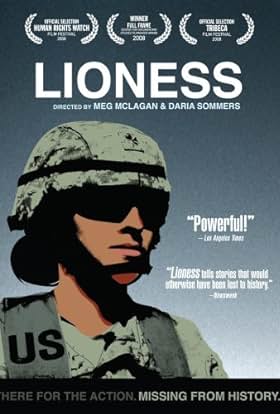 OFFICIAL SELECTION
HUMAN RIGHTS WATCH
FILM FESTIVAL
2008
WINNER
FULL FRAME
2008
OFFICIAL SELECTION
TRIBECA
FILM FESTIVAL
2008
LIONESS
DIRECTED BY MEG MCLAGAN & DARIA SOMMERS
"Powerful!"
— Los Angeles Times
"Lioness tells stories that would
otherwise have been lost to history."
—Newsweek
US
HERE FOR THE ACTION. MISSING FROM HISTORY